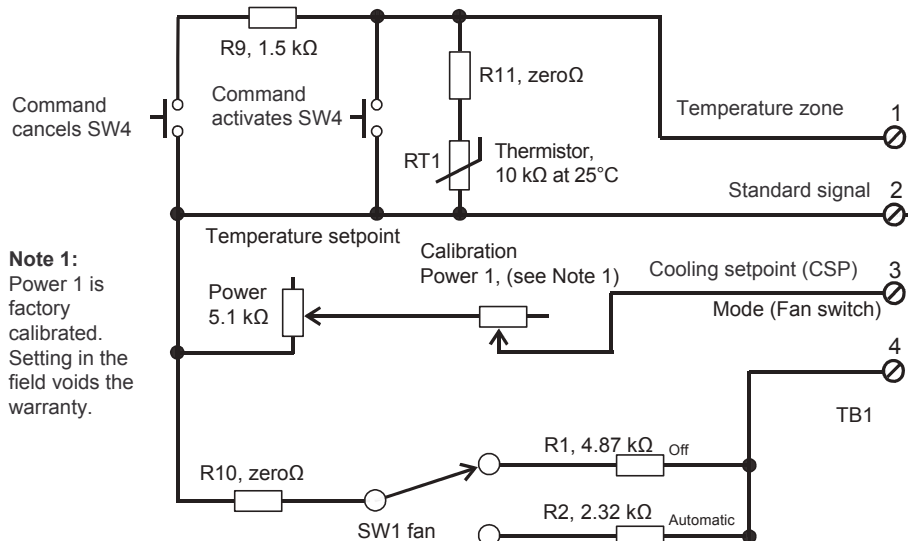 R9, 1.5 kΩ
Command
cancels SW4
Command
activates SW4
R11, zeroΩ
RT1
Thermistor,
10 kΩ at 25°C
Temperature zone
1
Standard signal
2
Temperature setpoint
Note 1:
Power 1 is
factory
calibrated.
Setting in the
field voids the
warranty.
Power
5.1 kΩ
Calibration
Power 1, (see Note 1)
Cooling setpoint (CSP)
3
Mode (Fan switch)
4
TB1
R10, zeroΩ
SW1 fan
R1, 4.87 kΩ
Off
R2, 2.32 kΩ
Automatic